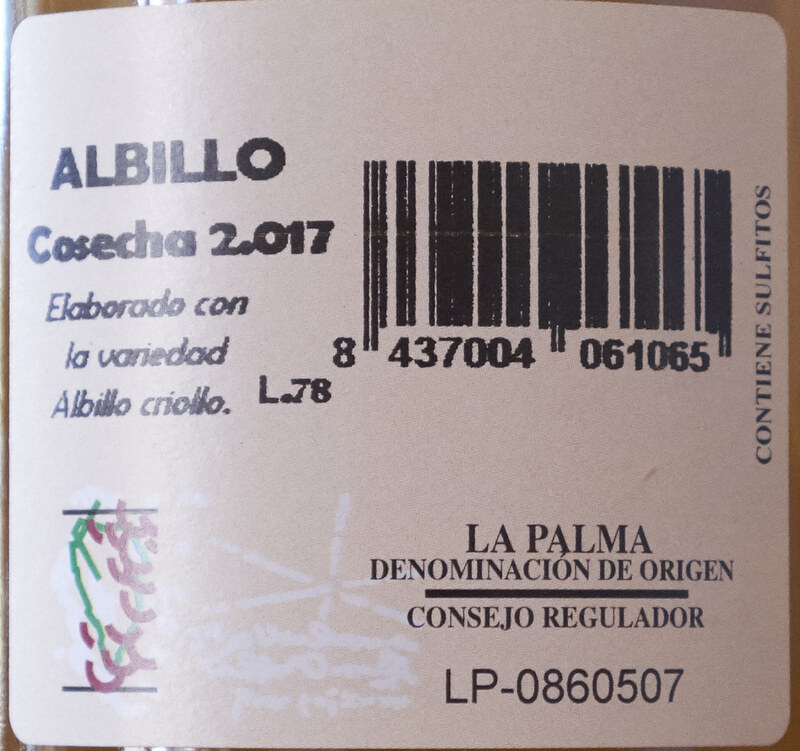 ALBILLO
Cosecha 2.017
Elaborado con
la variedad
Albillo criollo.
L.78
8 437004 061065
CONTIENE SULFITOS
LA PALMA
DENOMINACIÓN DE ORIGEN
CONSEJO REGULADOR
LP-0860507